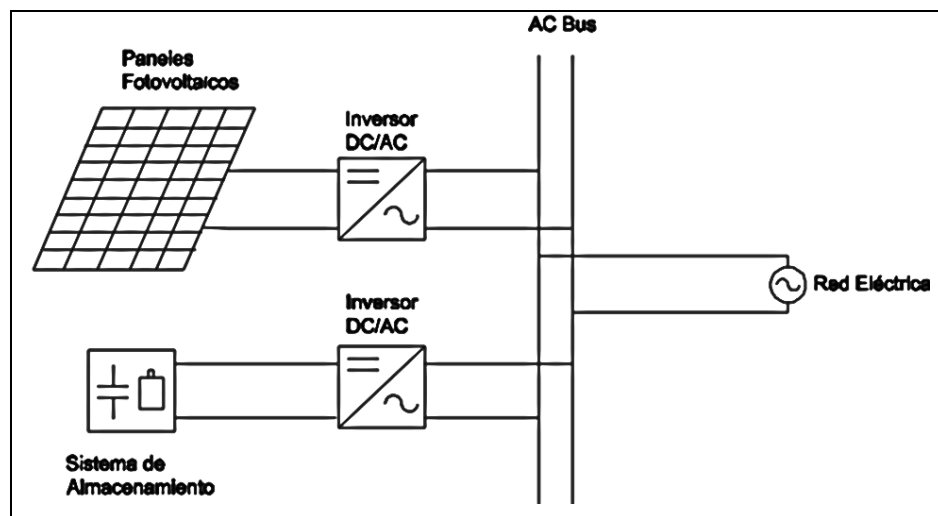 AC Bus
Paneles
Fotovoltaicos
Inversor
DC/AC
Red Eléctrica
Inversor
DC/AC
Sistema de
Almacenamiento